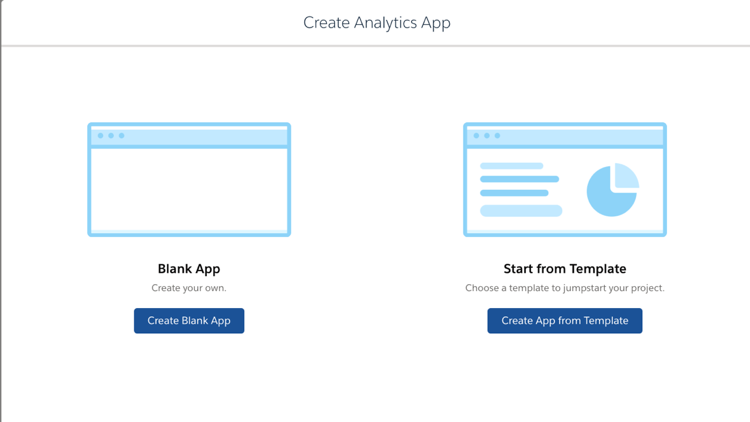 Create Analytics App
Blank App
Create your own.
Create Blank App
Start from Template
Choose a template to jumpstart your project.
Create App from Template